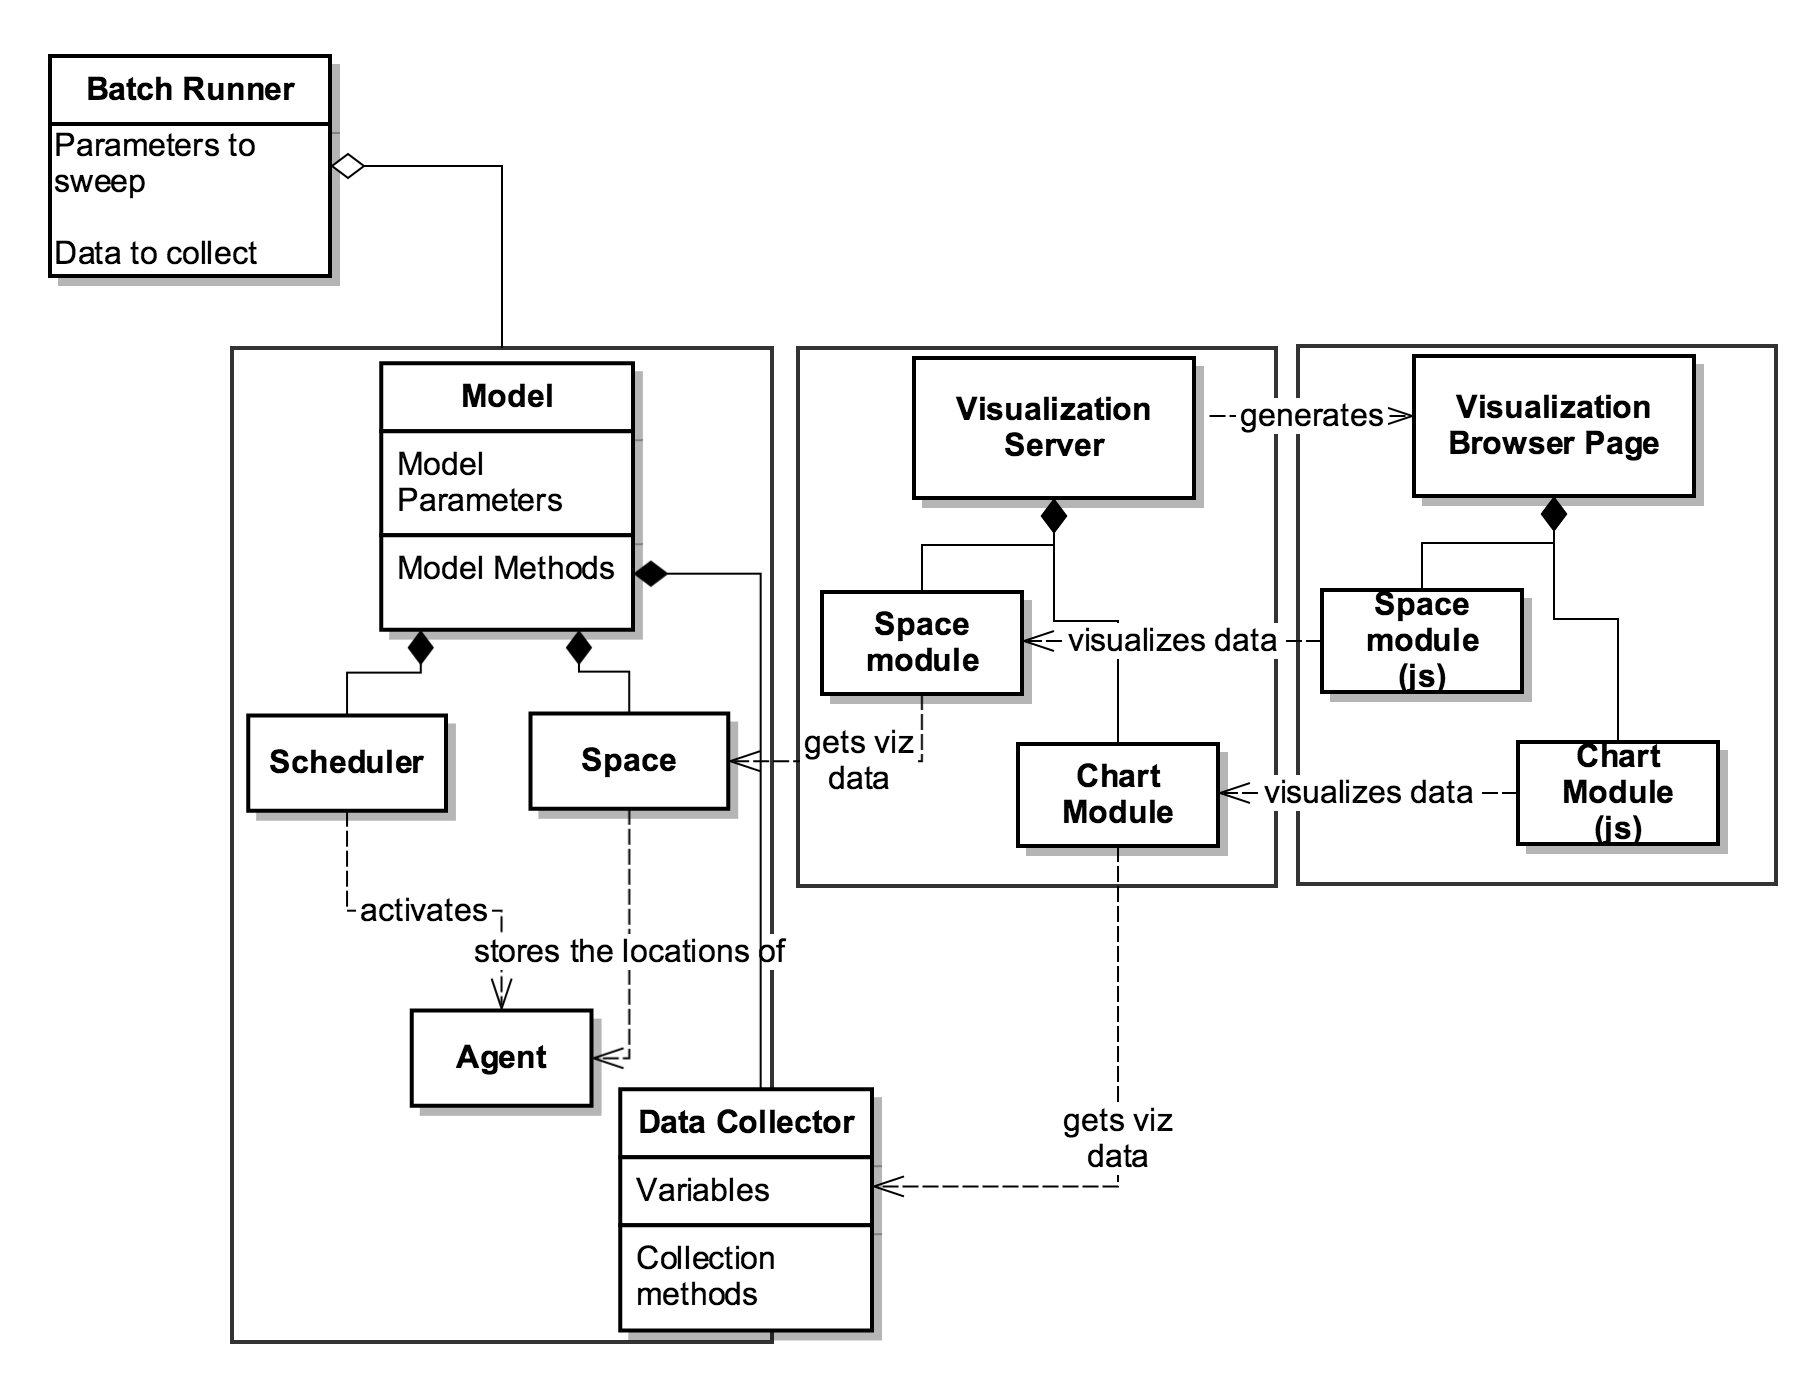 Batch Runner
Parameters to
sweep
Data to collect
Model
Model
Parameters
Model Methods
Scheduler
Space
activates
stores the locations of
Agent
Data Collector
Variables
Collection
methods
Visualization
Server
generates
Visualization
Browser Page
Space
module
visualizes data
Space
module
(js)
gets viz
data
Chart
Module
visualizes data
Chart
Module
(js)
gets viz
data